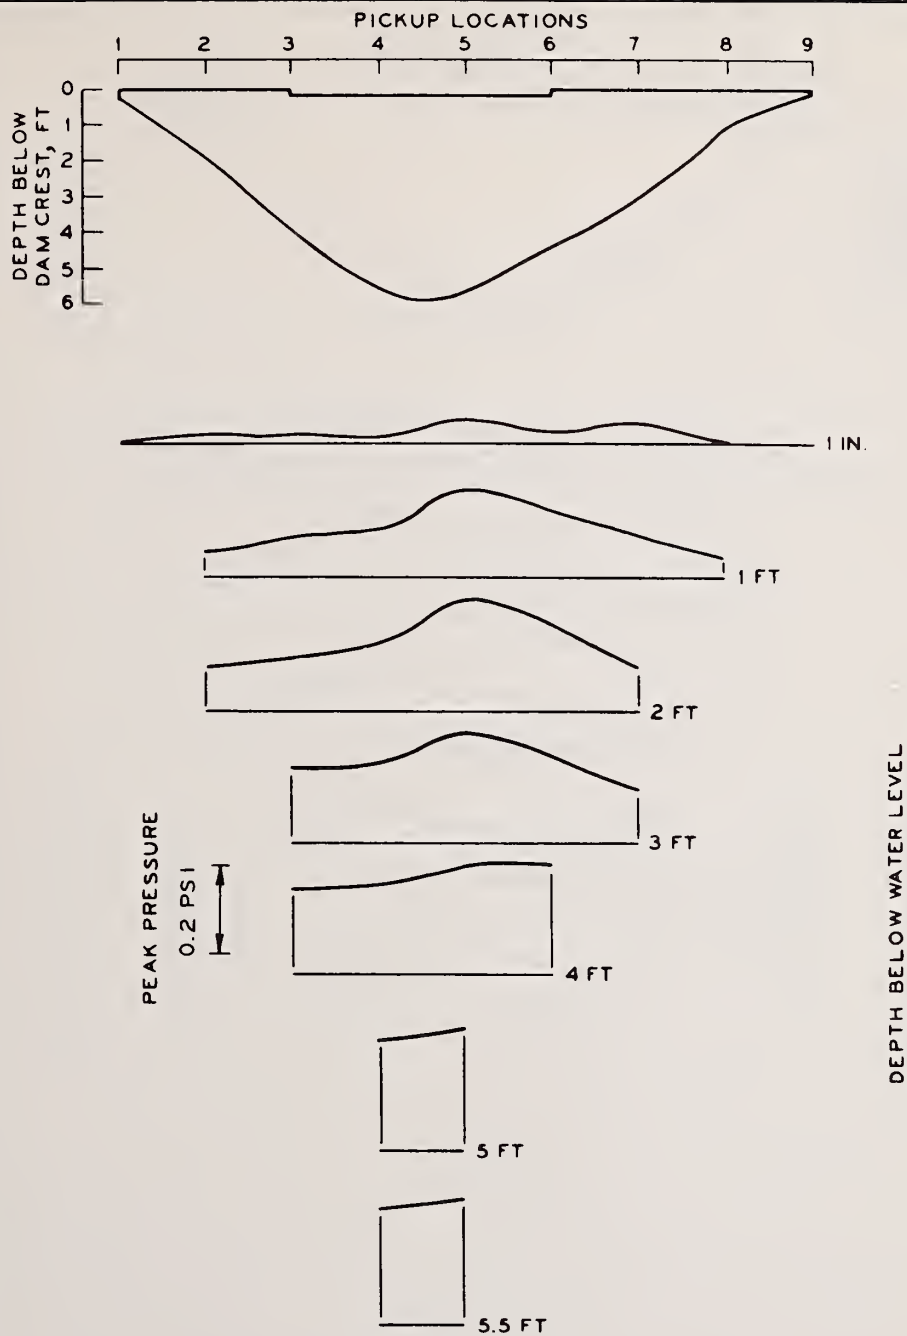 PICKUP LOCATIONS
1 2 3 4 5 6 7 8 9
DEPTH BELOW
DAM CREST, FT
0
1
2
3
4
5
6
1 IN.
1 FT
2 FT
3 FT
PEAK PRESSURE
0.2 PSI
4 FT
5 FT
5.5 FT
DEPTH BELOW WATER LEVEL